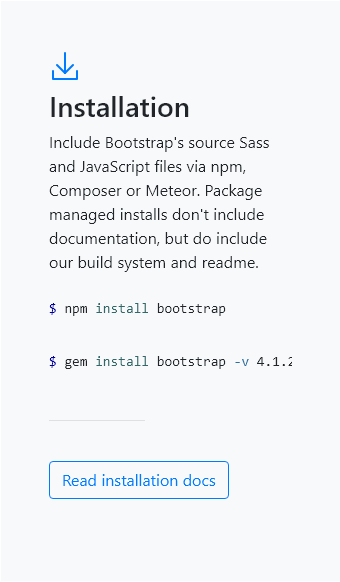 Installation
Include Bootstrap's source Sass
and JavaScript files via npm,
Composer or Meteor. Package
managed installs don't include
documentation, but do include
our build system and readme.
$ npm install bootstrap
$ gem install bootstrap -v 4.1.2
Read installation docs